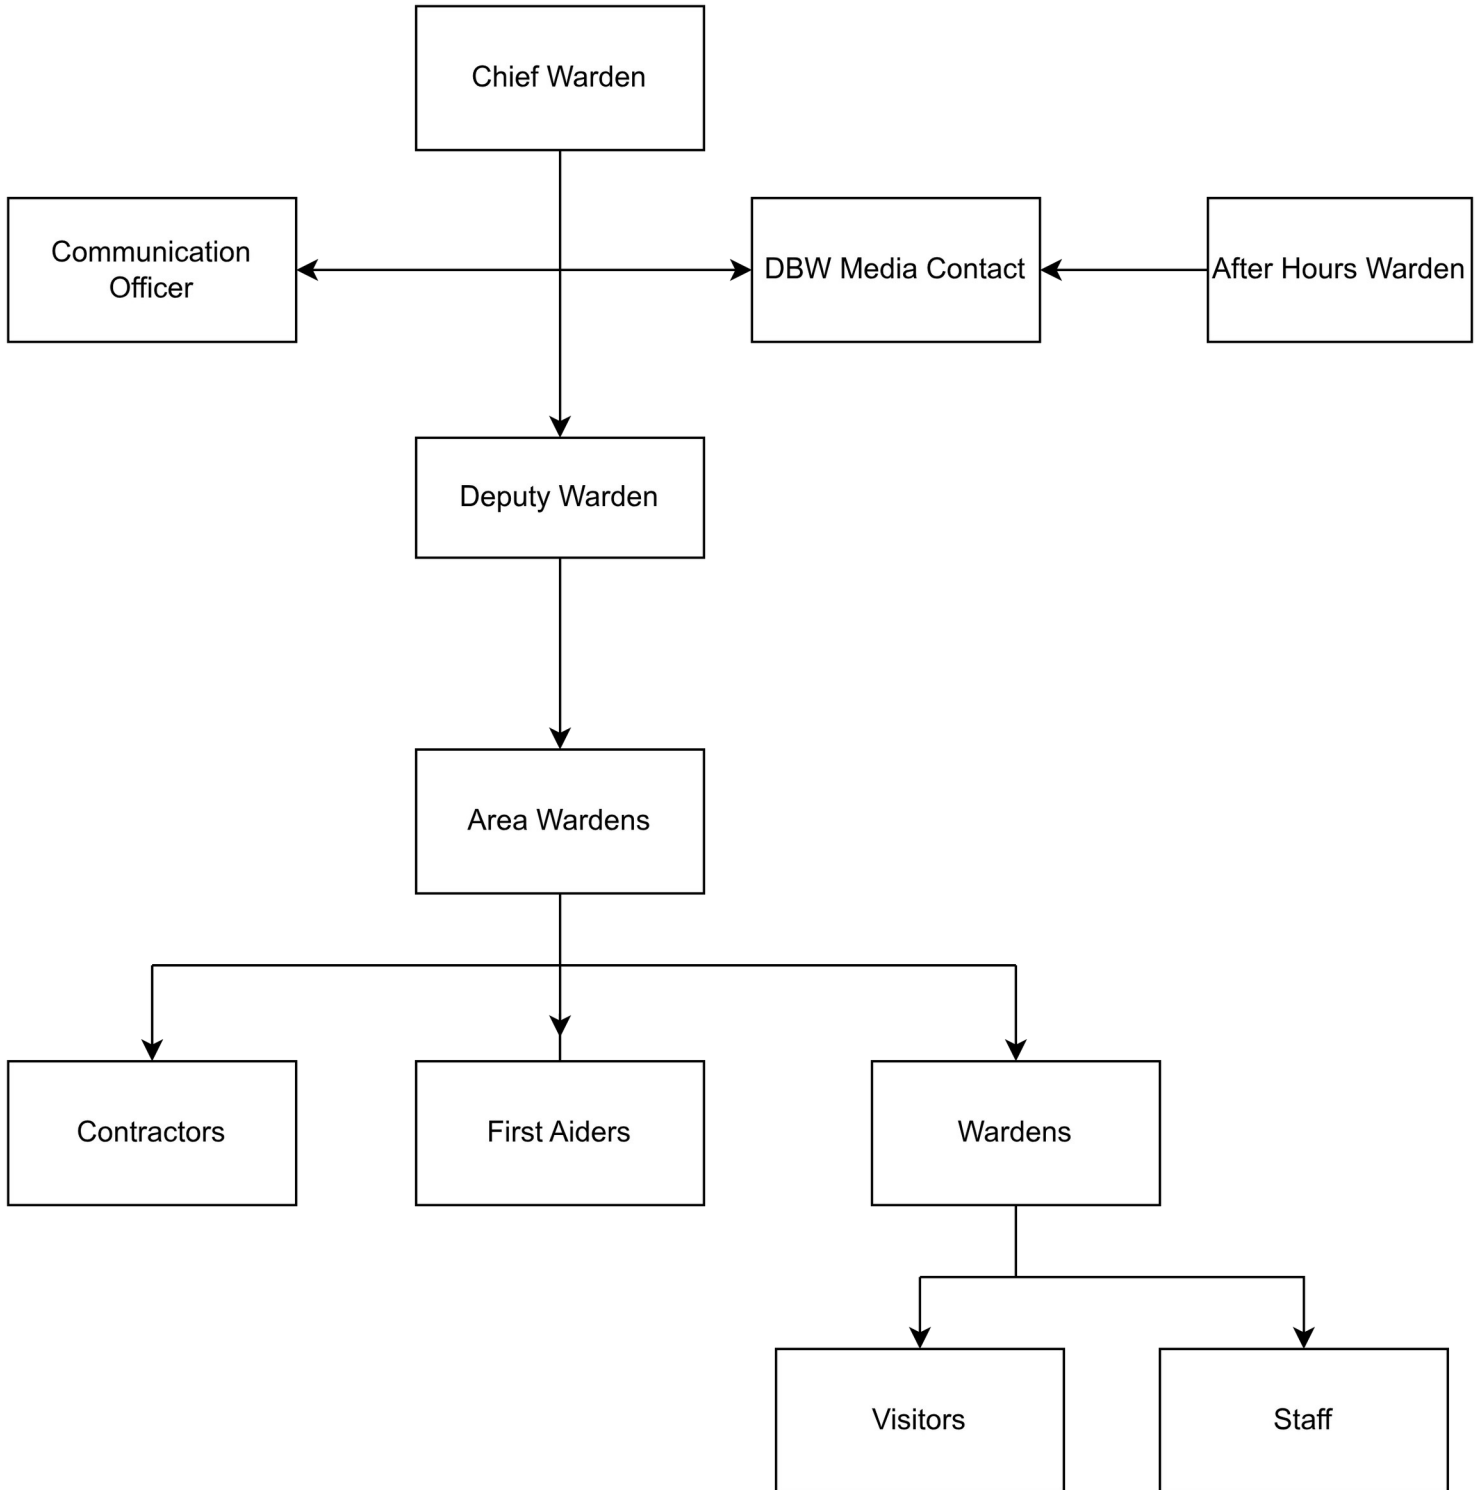 Chief Warden
Communication
Officer
DBW Media Contact
After Hours Warden
Deputy Warden
Area Wardens
Contractors
First Aiders
Wardens
Visitors
Staff